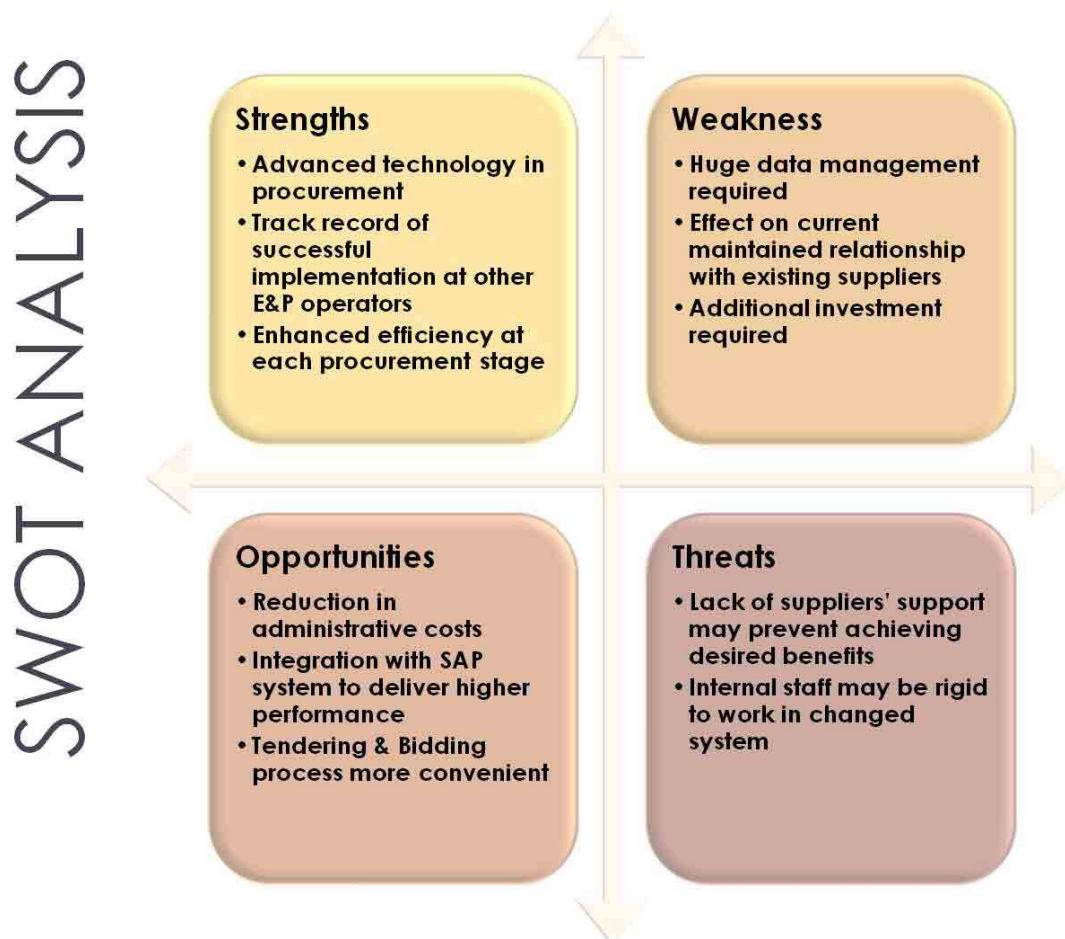 SWOT ANALYSIS
Strengths
• Advanced technology in
procurement
• Track record of
successful
implementation at other
E&P operators
• Enhanced efficiency at
each procurement stage
Weakness
• Huge data management
required
• Effect on current
maintained relationship
with existing suppliers
• Additional investment
required
Opportunities
• Reduction in
administrative costs
• Integration with SAP
system to deliver higher
performance
• Tendering & Bidding
process more convenient
Threats
• Lack of suppliers' support
may prevent achieving
desired benefits
• Internal staff may be rigid
to work in changed
system